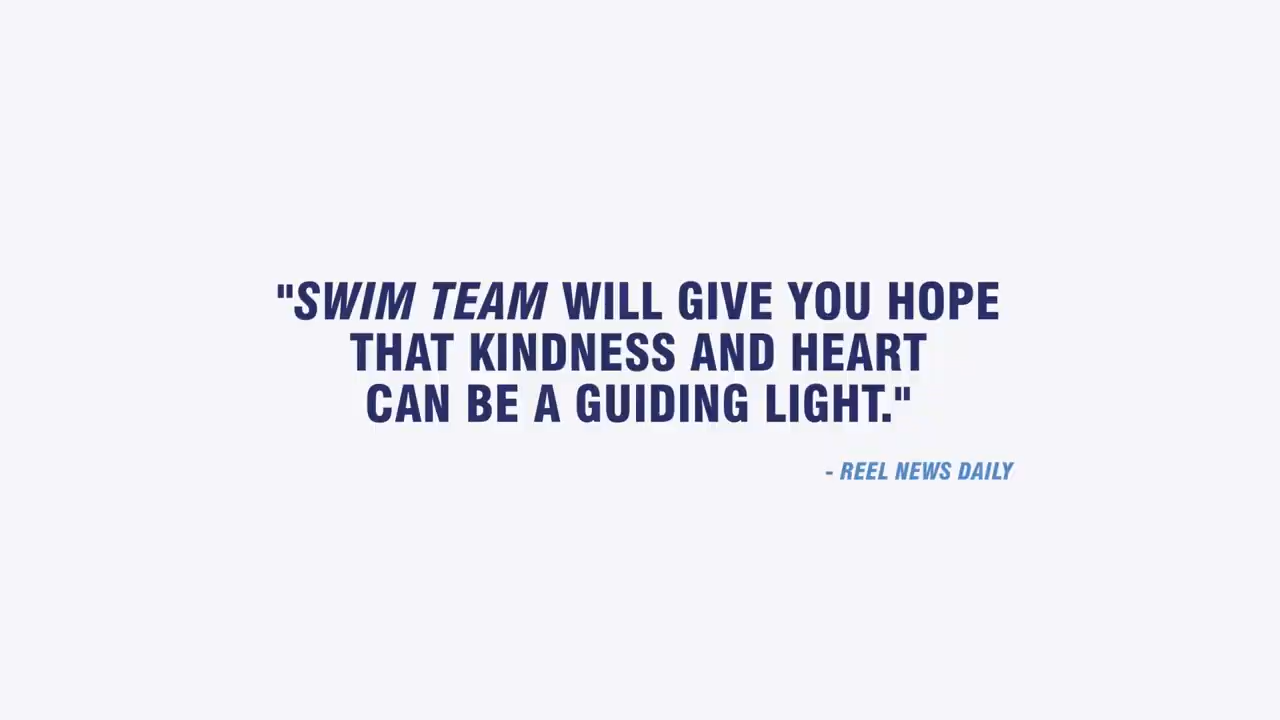 "SWIM TEAM WILL GIVE YOU HOPE
THAT KINDNESS AND HEART
CAN BE A GUIDING LIGHT."
- REEL NEWS DAILY